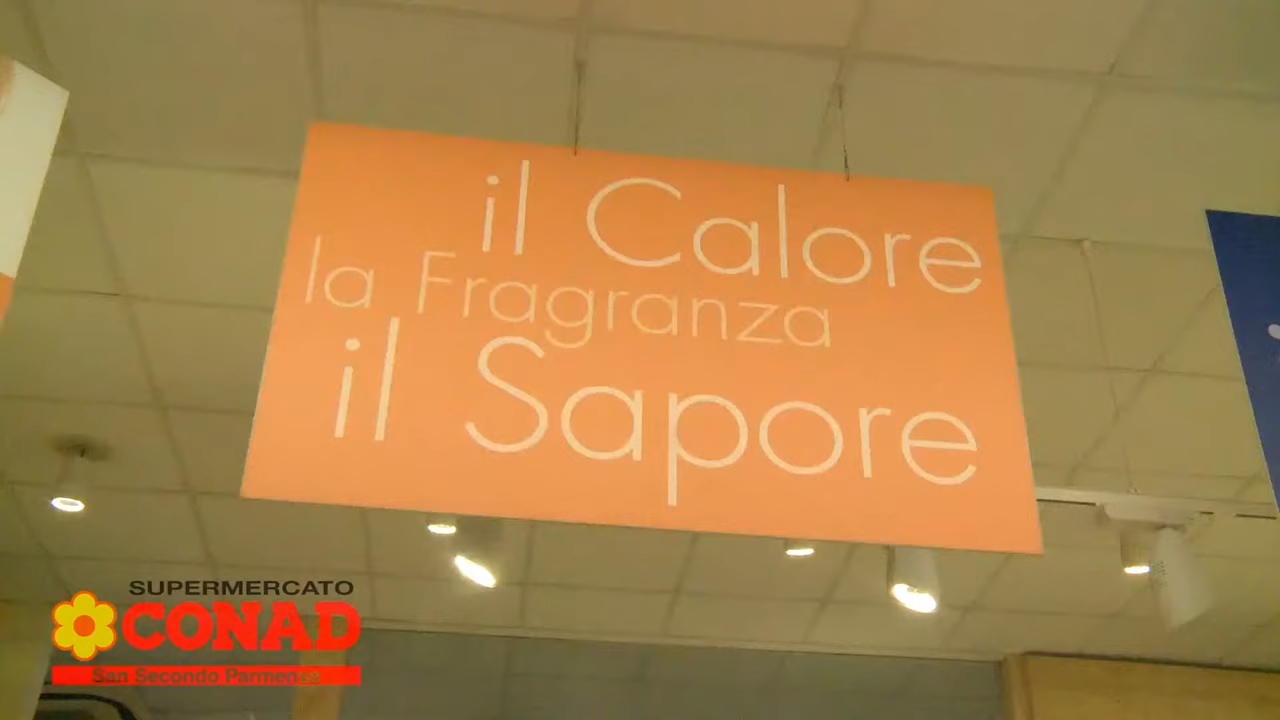 il Calore
la Fragranza
il Sapore
SUPERMERCATO
CONAD
San Secondo Parmense